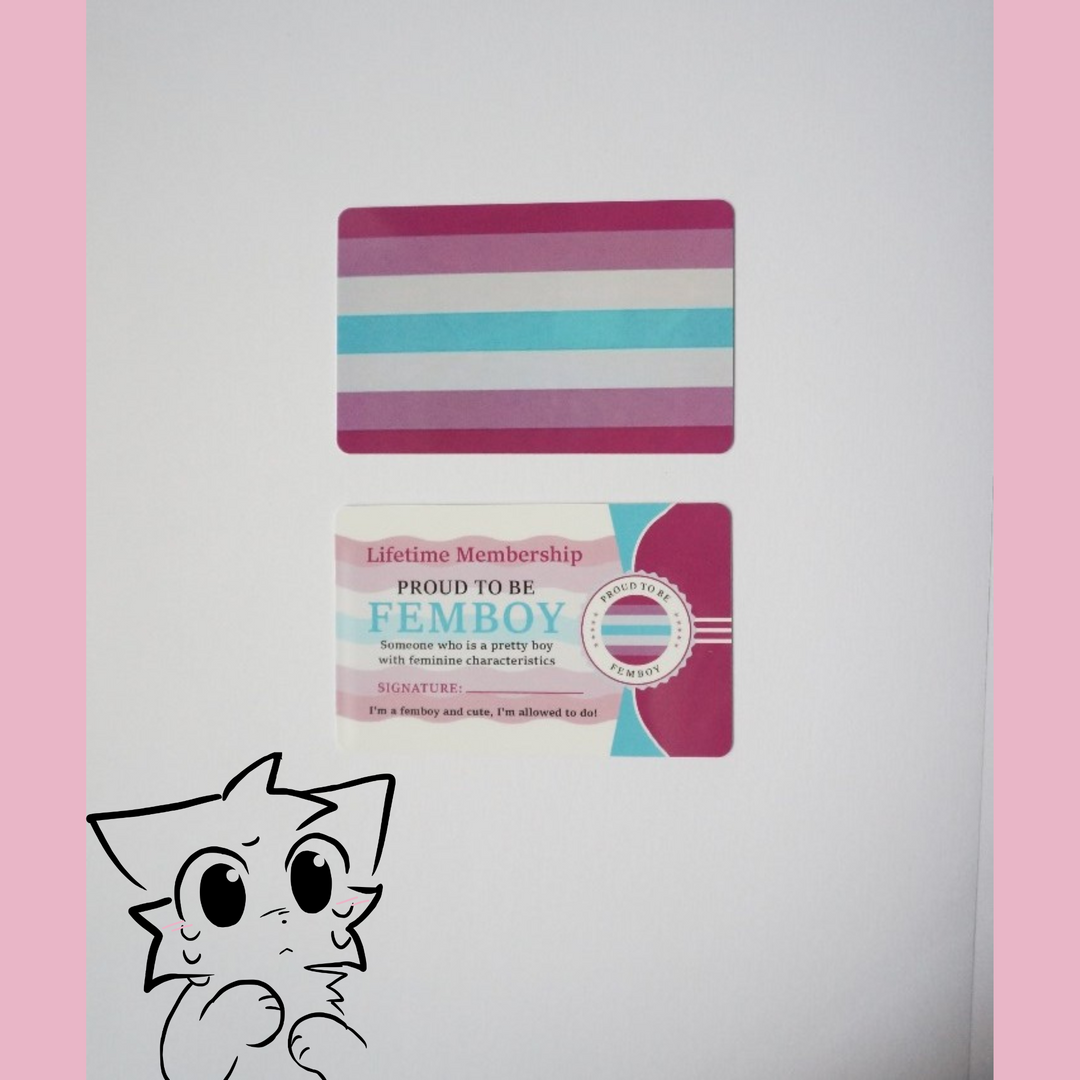 Lifetime Membership
PROUD TO BE
FEMBOY
Someone who is a pretty boy
with feminine characteristics
SIGNATURE:
I'm a femboy and cute, I'm allowed to do!
PROUD TO BE
FEMBOY